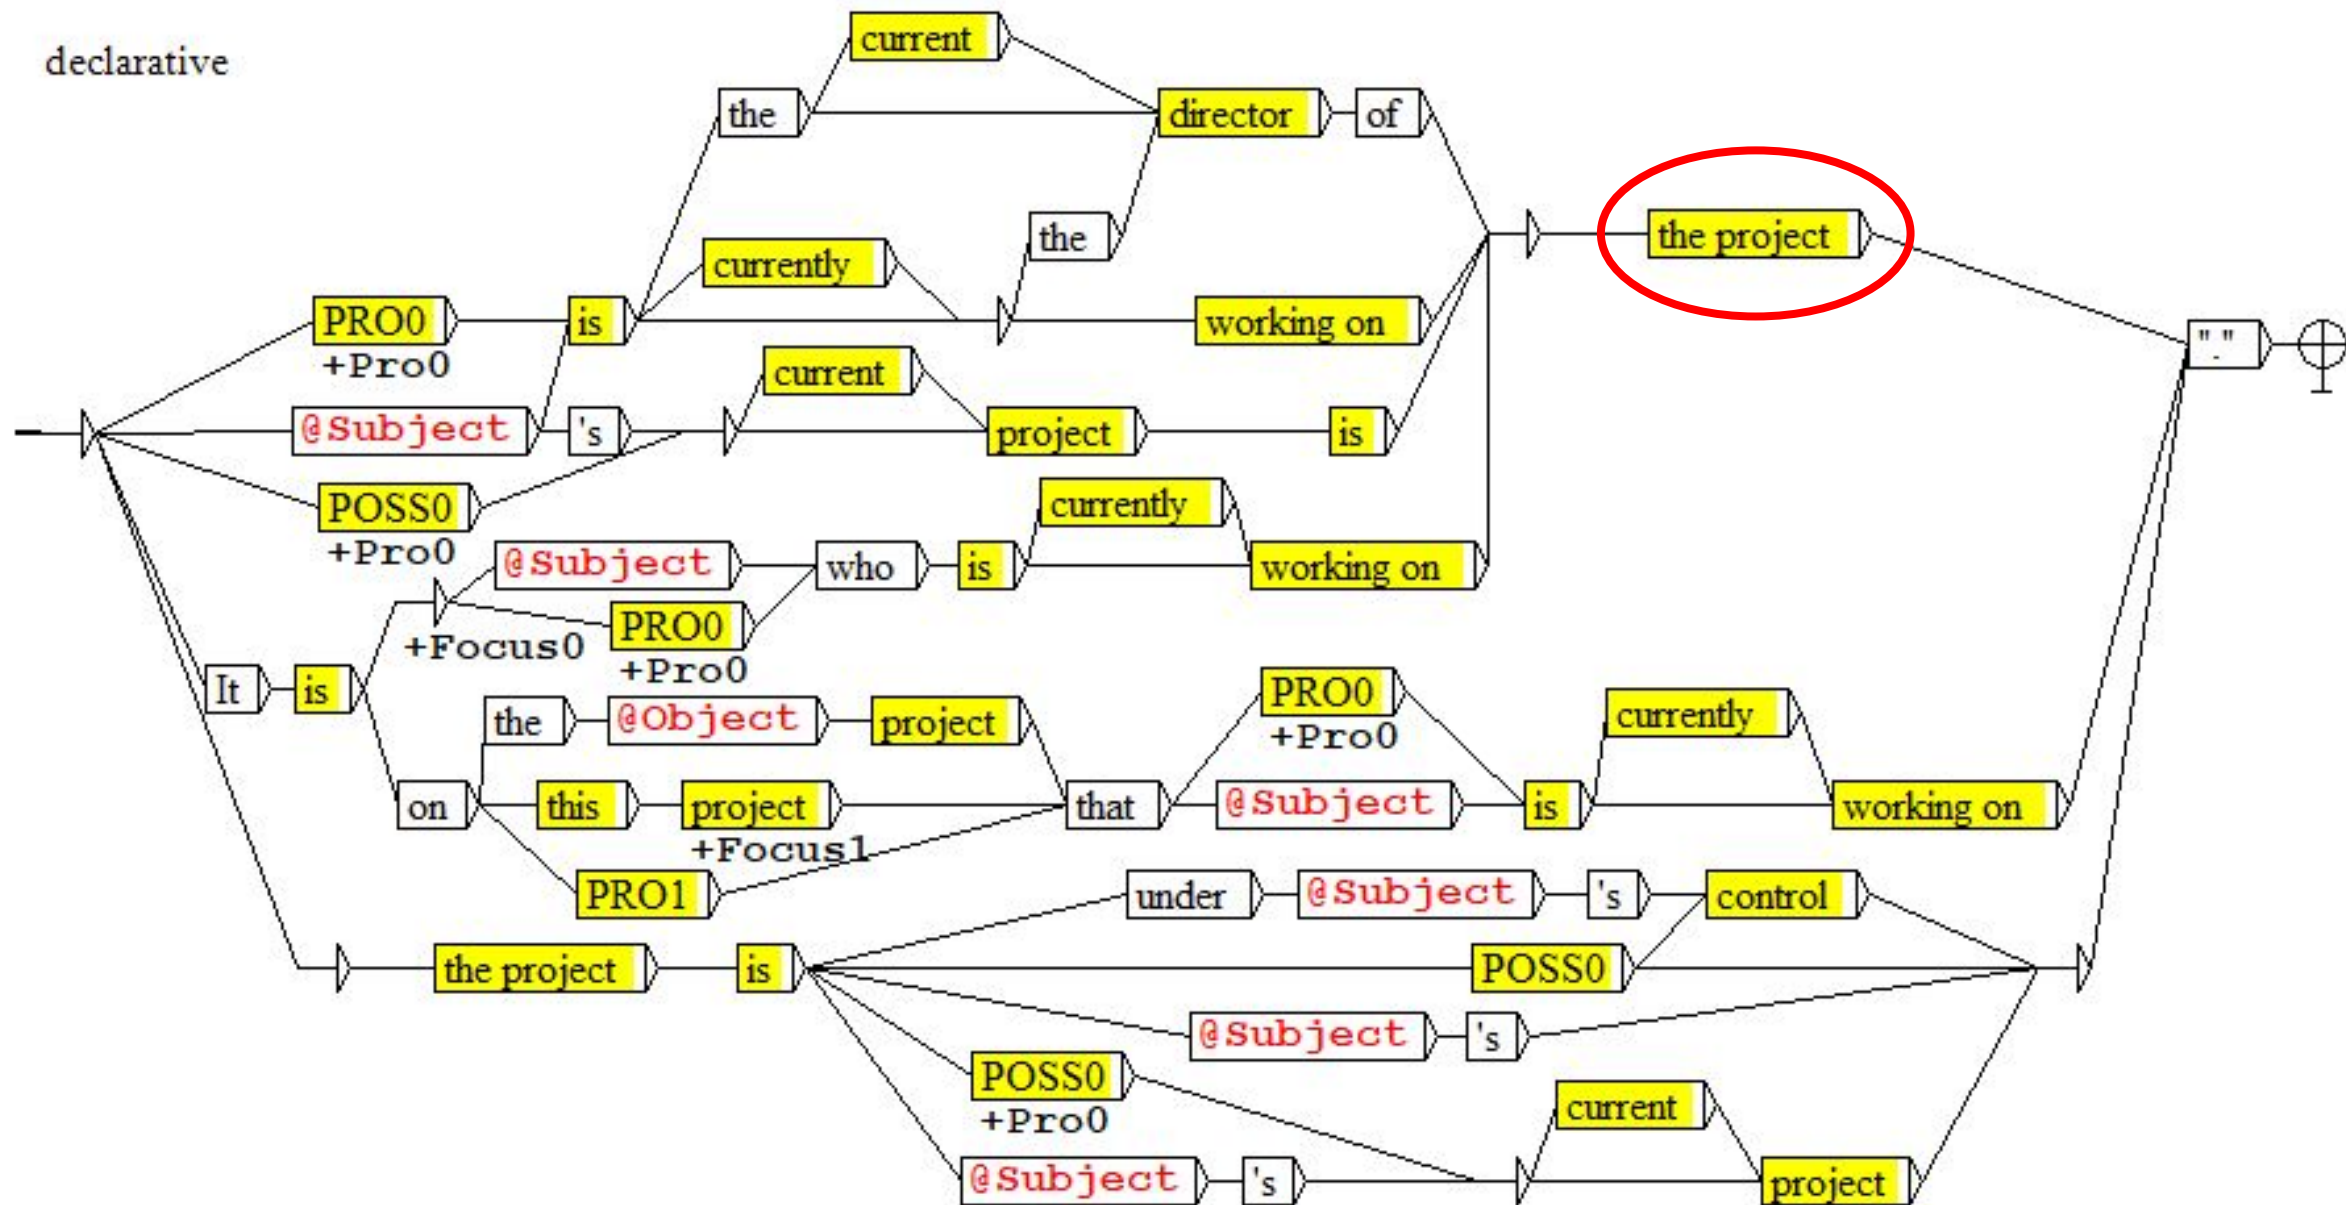 declarative
current
the
director
of
the
the project
currently
PRO0
is
working on
+Pro0
"."
current
@Subject
's
project
is
POSS0
+Pro0
currently
@Subject
who
is
working on
PRO0
+Focus0
+Pro0
It
is
the
@Object
project
PRO0
+Pro0
currently
on
this
project
that
@Subject
is
working on
+Focus1
PRO1
under
@Subject
's
control
the project
is
POSS0
@Subject
's
POSS0
+Pro0
current
@Subject
's
project